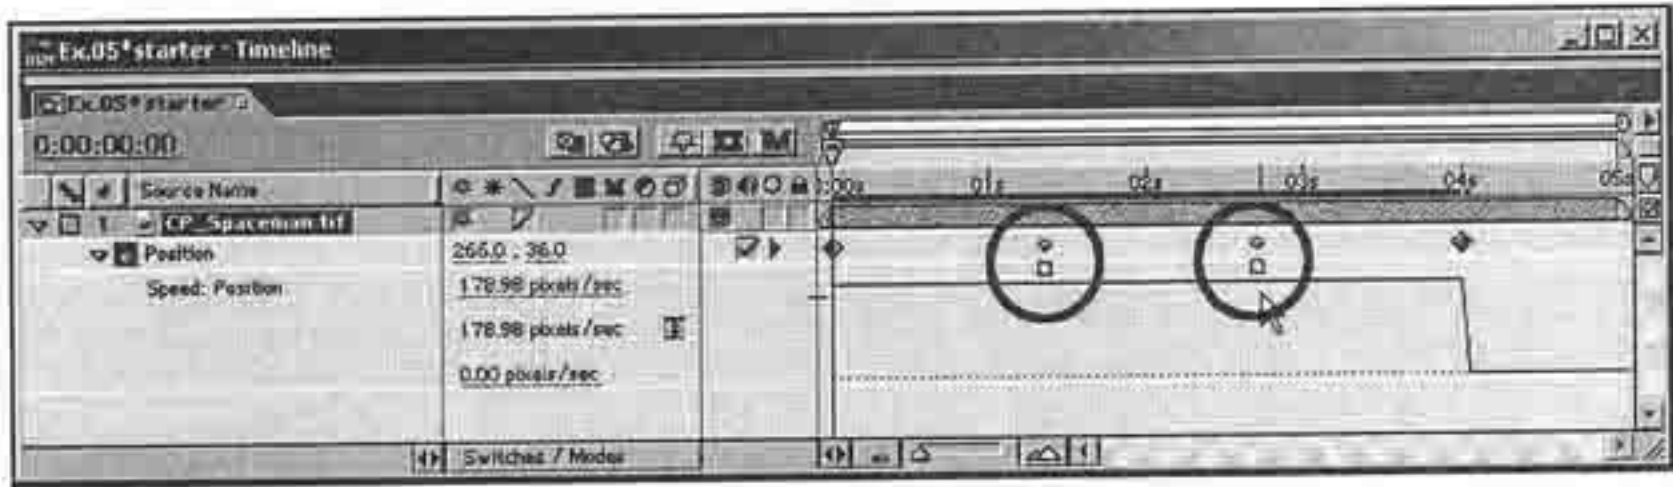 Ex.05*starter · Timeline
Ex.05*starter
0:00:00:00
# Source Name
:00s 01s 02s 03s 04s 05s
1 CP_Spaceman.tif
Position 266.0 , 36.0
Speed: Position 178.98 pixels/sec
178.98 pixels/sec
0.00 pixels/sec
Switches / Modes